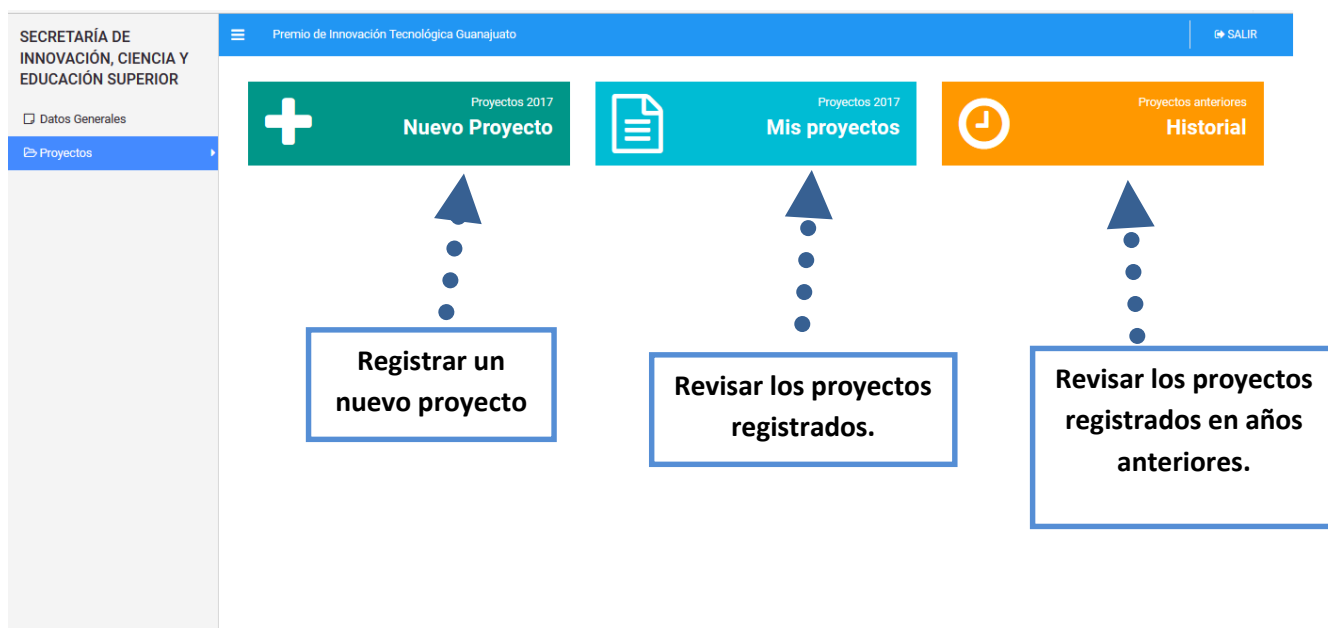 SECRETARÍA DE
INNOVACIÓN, CIENCIA Y
EDUCACIÓN SUPERIOR
Datos Generales
Proyectos
Premio de Innovación Tecnológica Guanajuato
SALIR
Proyectos 2017
Nuevo Proyecto
Proyectos 2017
Mis proyectos
Proyectos anteriores
Historial
Registrar un
nuevo proyecto
Revisar los proyectos
registrados.
Revisar los proyectos
registrados en años
anteriores.